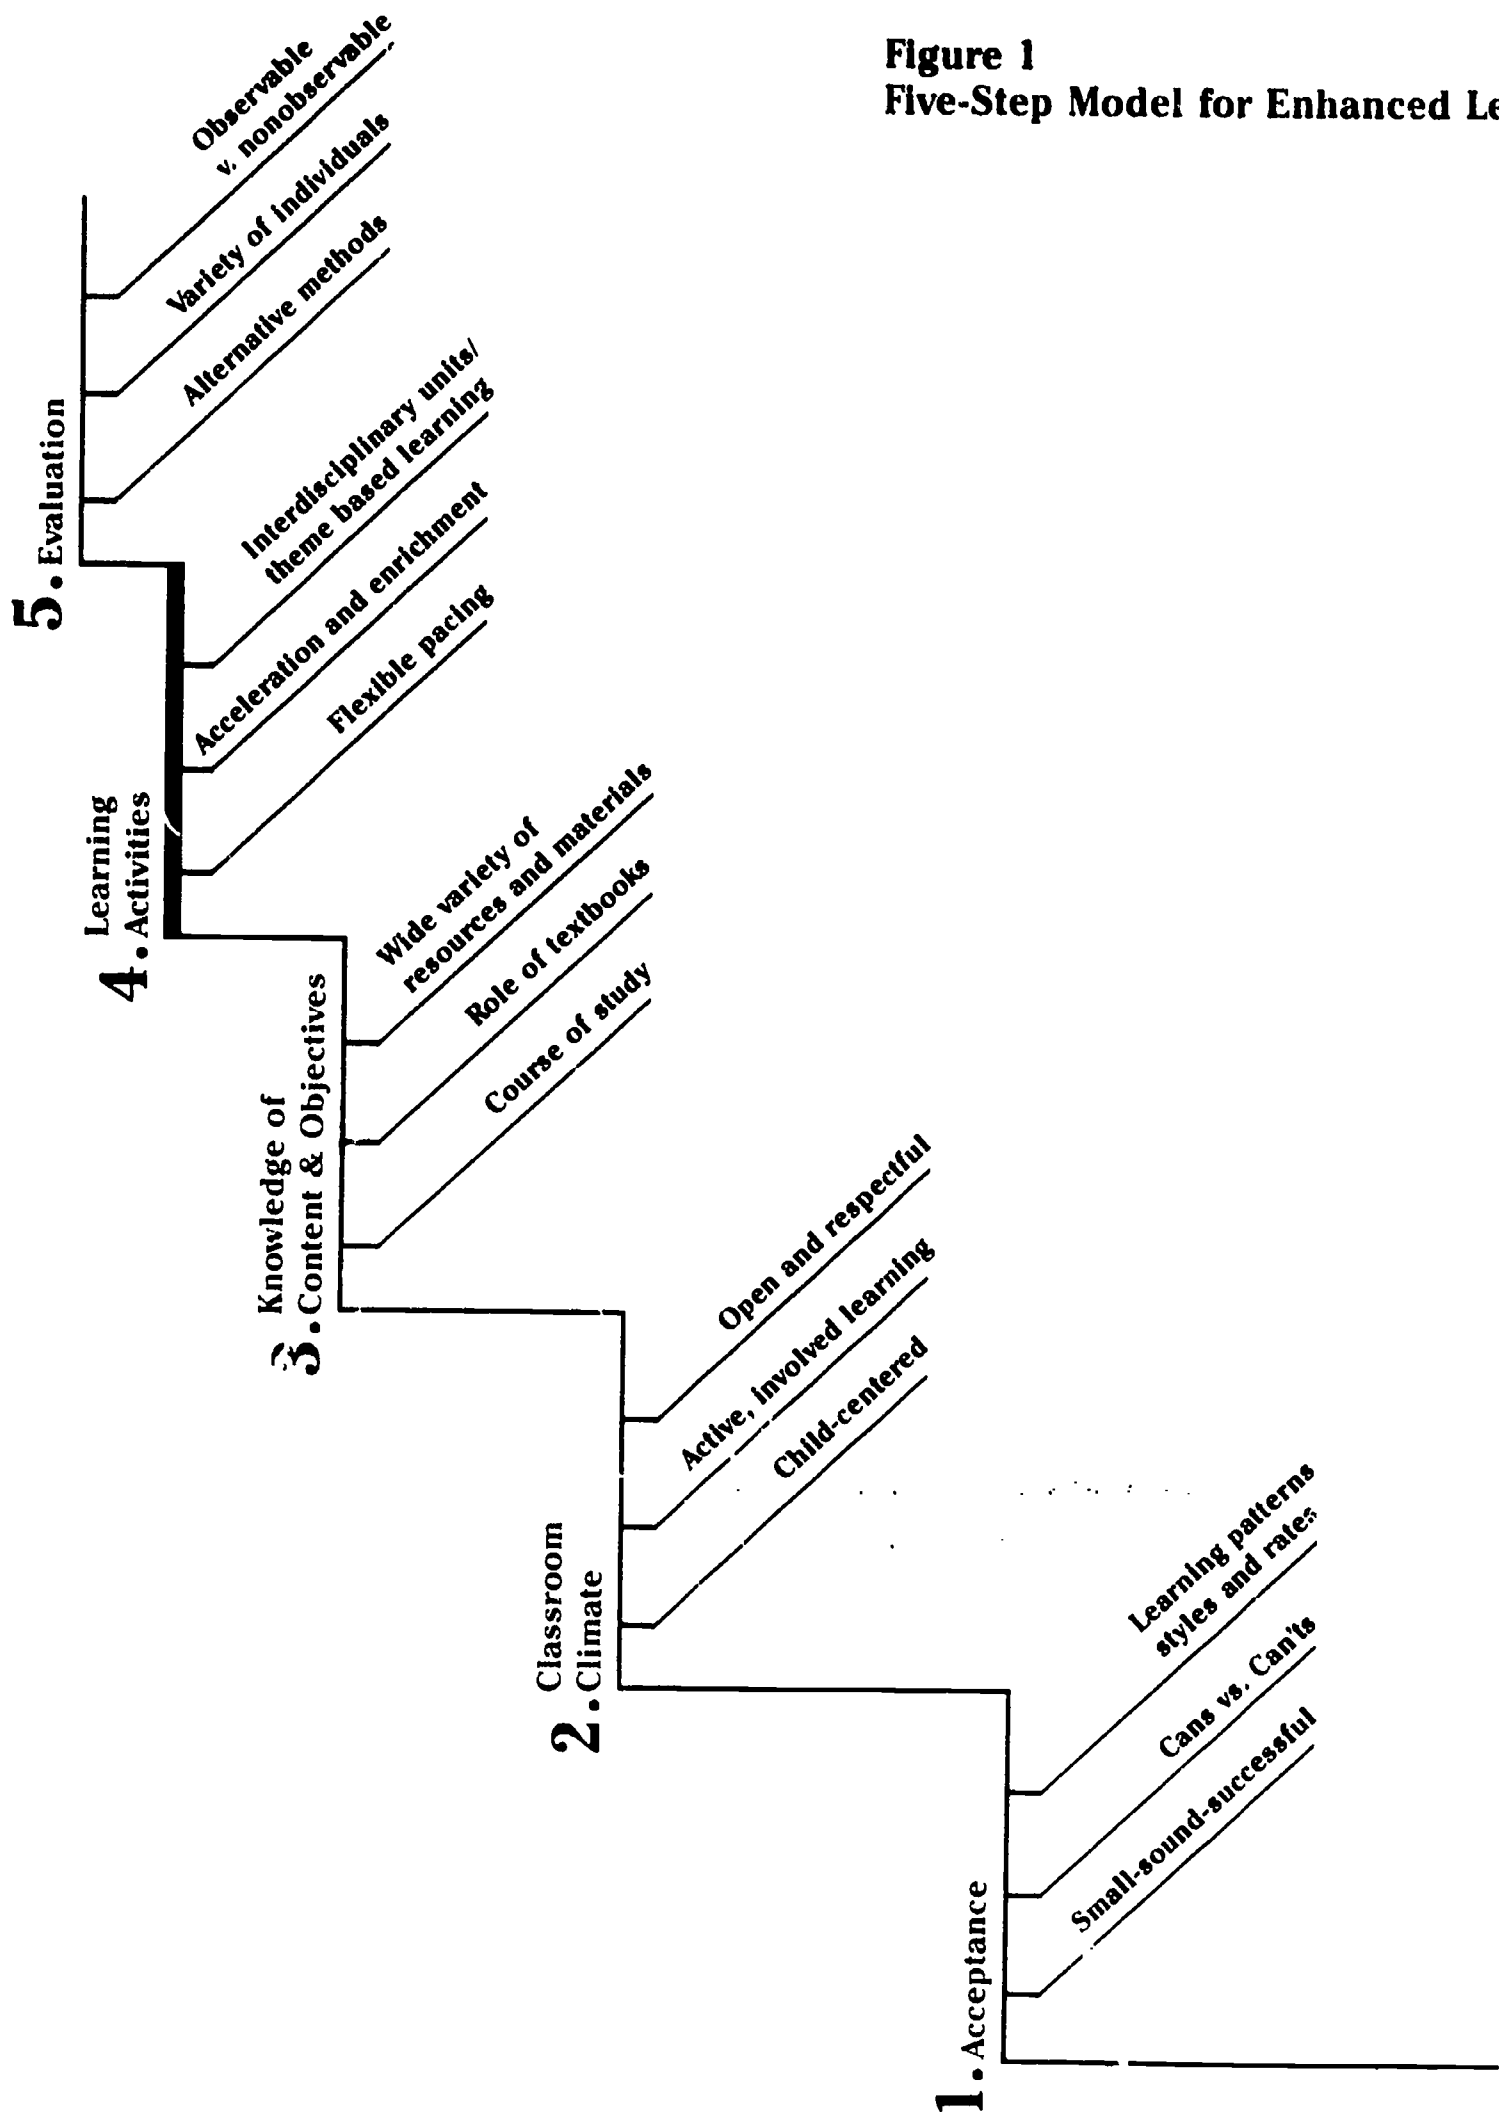 Figure 1
Five-Step Model for Enhanced Le
5. Evaluation
Observable
v. nonobservable
Variety of individuals
Alternative methods
Learning
4. Activities
Interdisciplinary units/
theme based learning
Acceleration and enrichment
Flexible pacing
Knowledge of
3. Content & Objectives
Wide variety of
resources and materials
Role of textbooks
Course of study
Classroom
2. Climate
Open and respectful
Active, involved learning
Child-centered
1. Acceptance
Learning patterns
styles and rates
Cans vs. Can'ts
Small-sound-successful